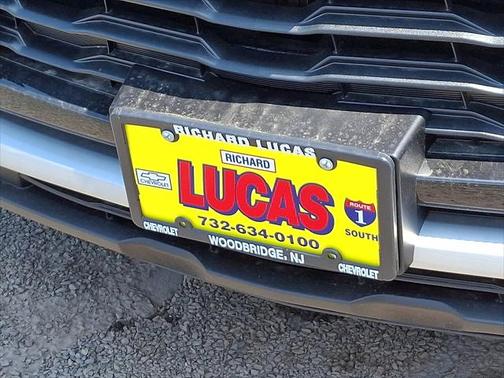 RICHARD LUCAS
RICHARD
CHEVROLET
LUCAS
ROUTE
1
SOUTH
732-634-0100
CHEVROLET
WOODBRIDGE, NJ
CHEVROLET